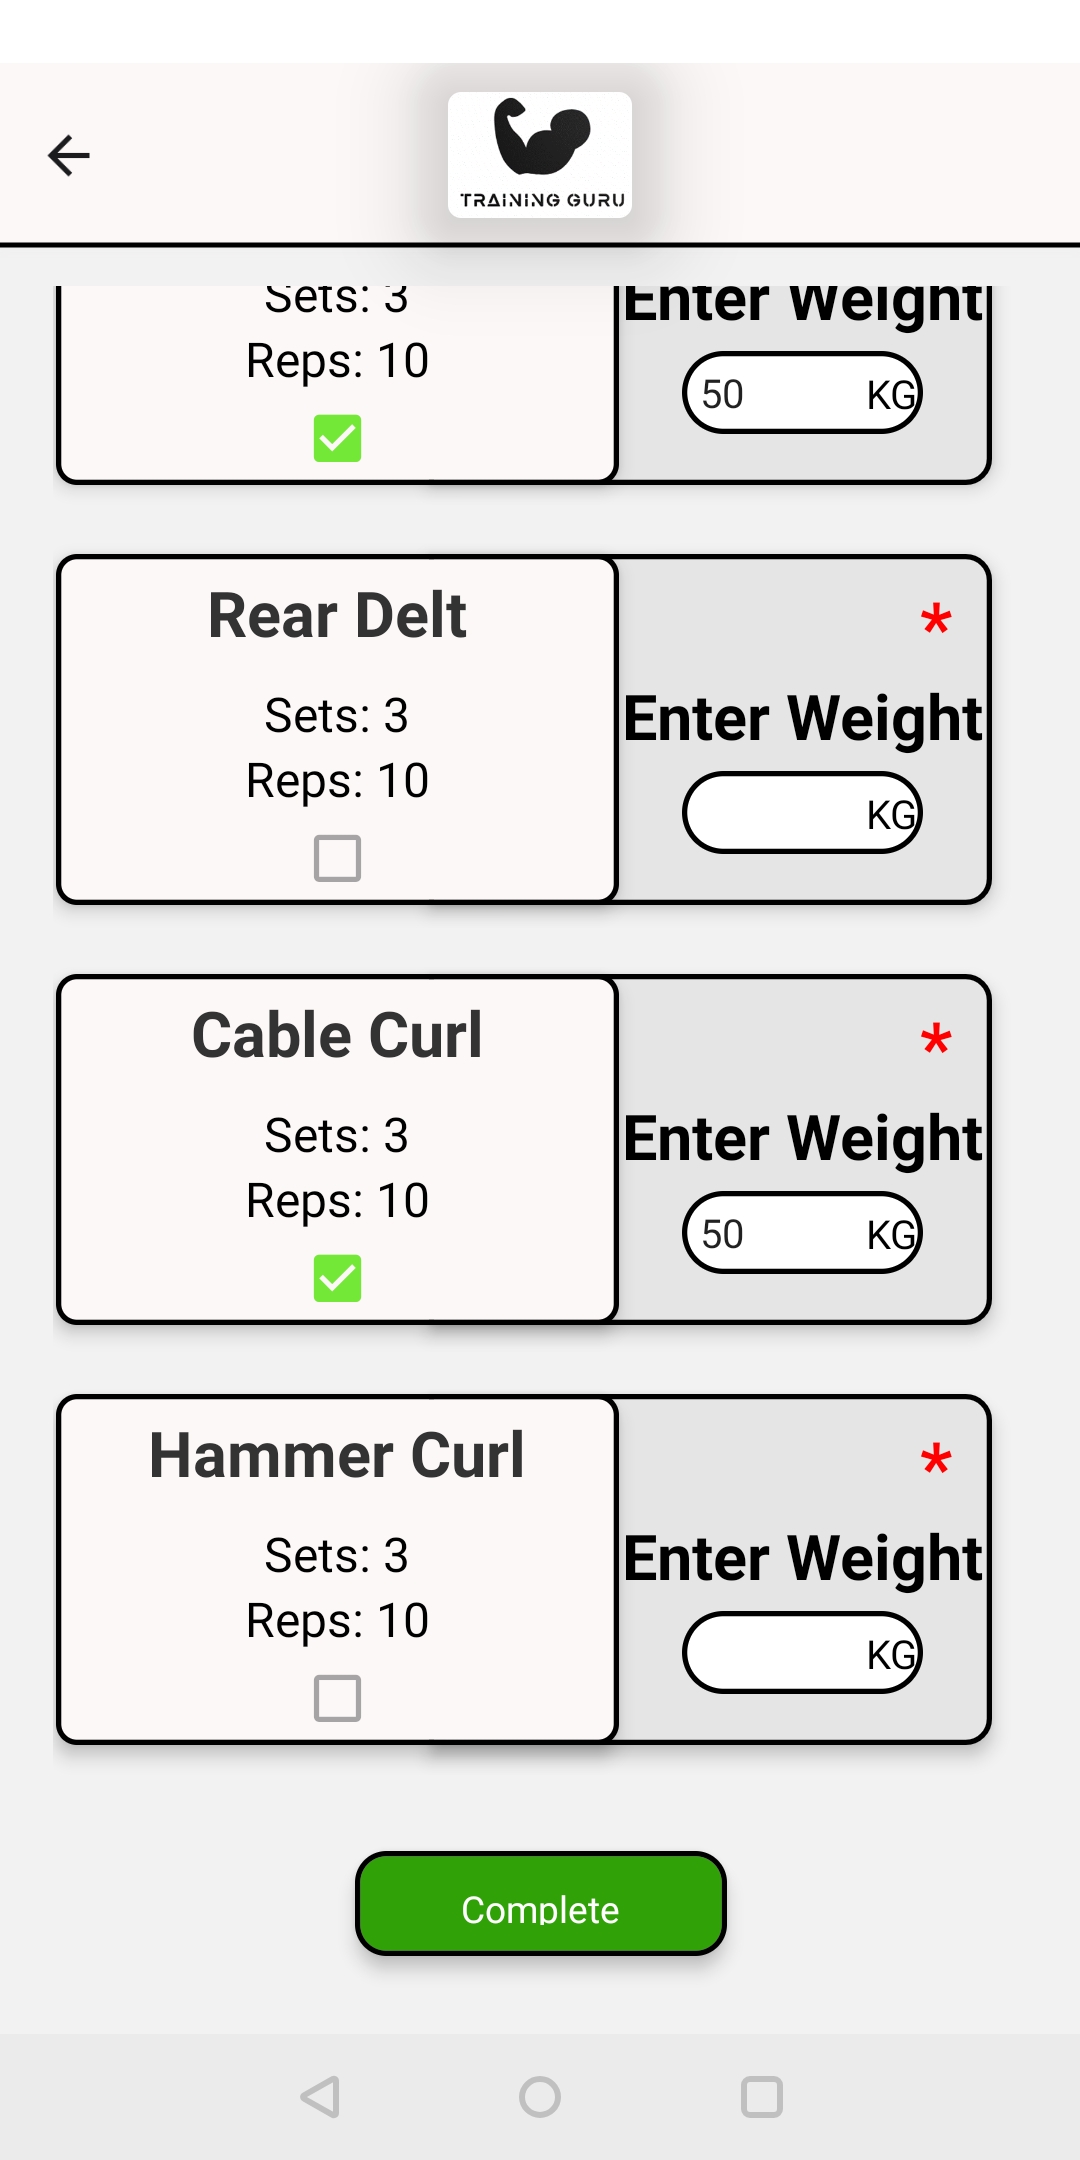 TRAINING GURU
Sets: 3
Enter Weight
Reps: 10
50 KG
Rear Delt
*
Sets: 3
Enter Weight
Reps: 10
KG
Cable Curl
*
Sets: 3
Enter Weight
Reps: 10
50 KG
Hammer Curl
*
Sets: 3
Enter Weight
Reps: 10
KG
Complete